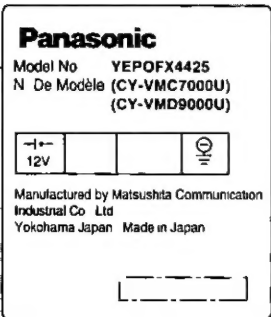 Panasonic
Model No YEPOFX4425
N De Modèle (CY-VMC7000U)
(CY-VMD9000U)
12V
Manufactured by Matsushita Communication
Industrial Co Ltd
Yokohama Japan Made in Japan